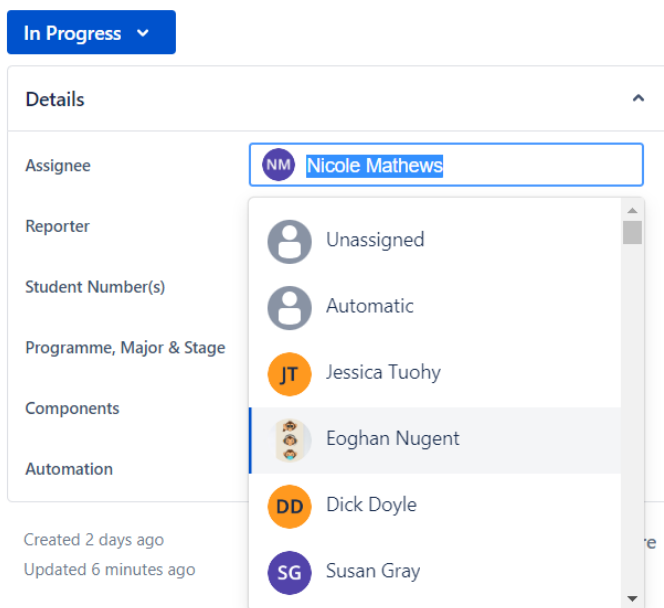 In Progress
Details
Assignee
NM Nicole Mathews
Reporter
Unassigned
Student Number(s)
Automatic
Programme, Major & Stage
JT Jessica Tuohy
Components
Eoghan Nugent
Automation
DD Dick Doyle
Created 2 days ago
re
Updated 6 minutes ago
SG Susan Gray